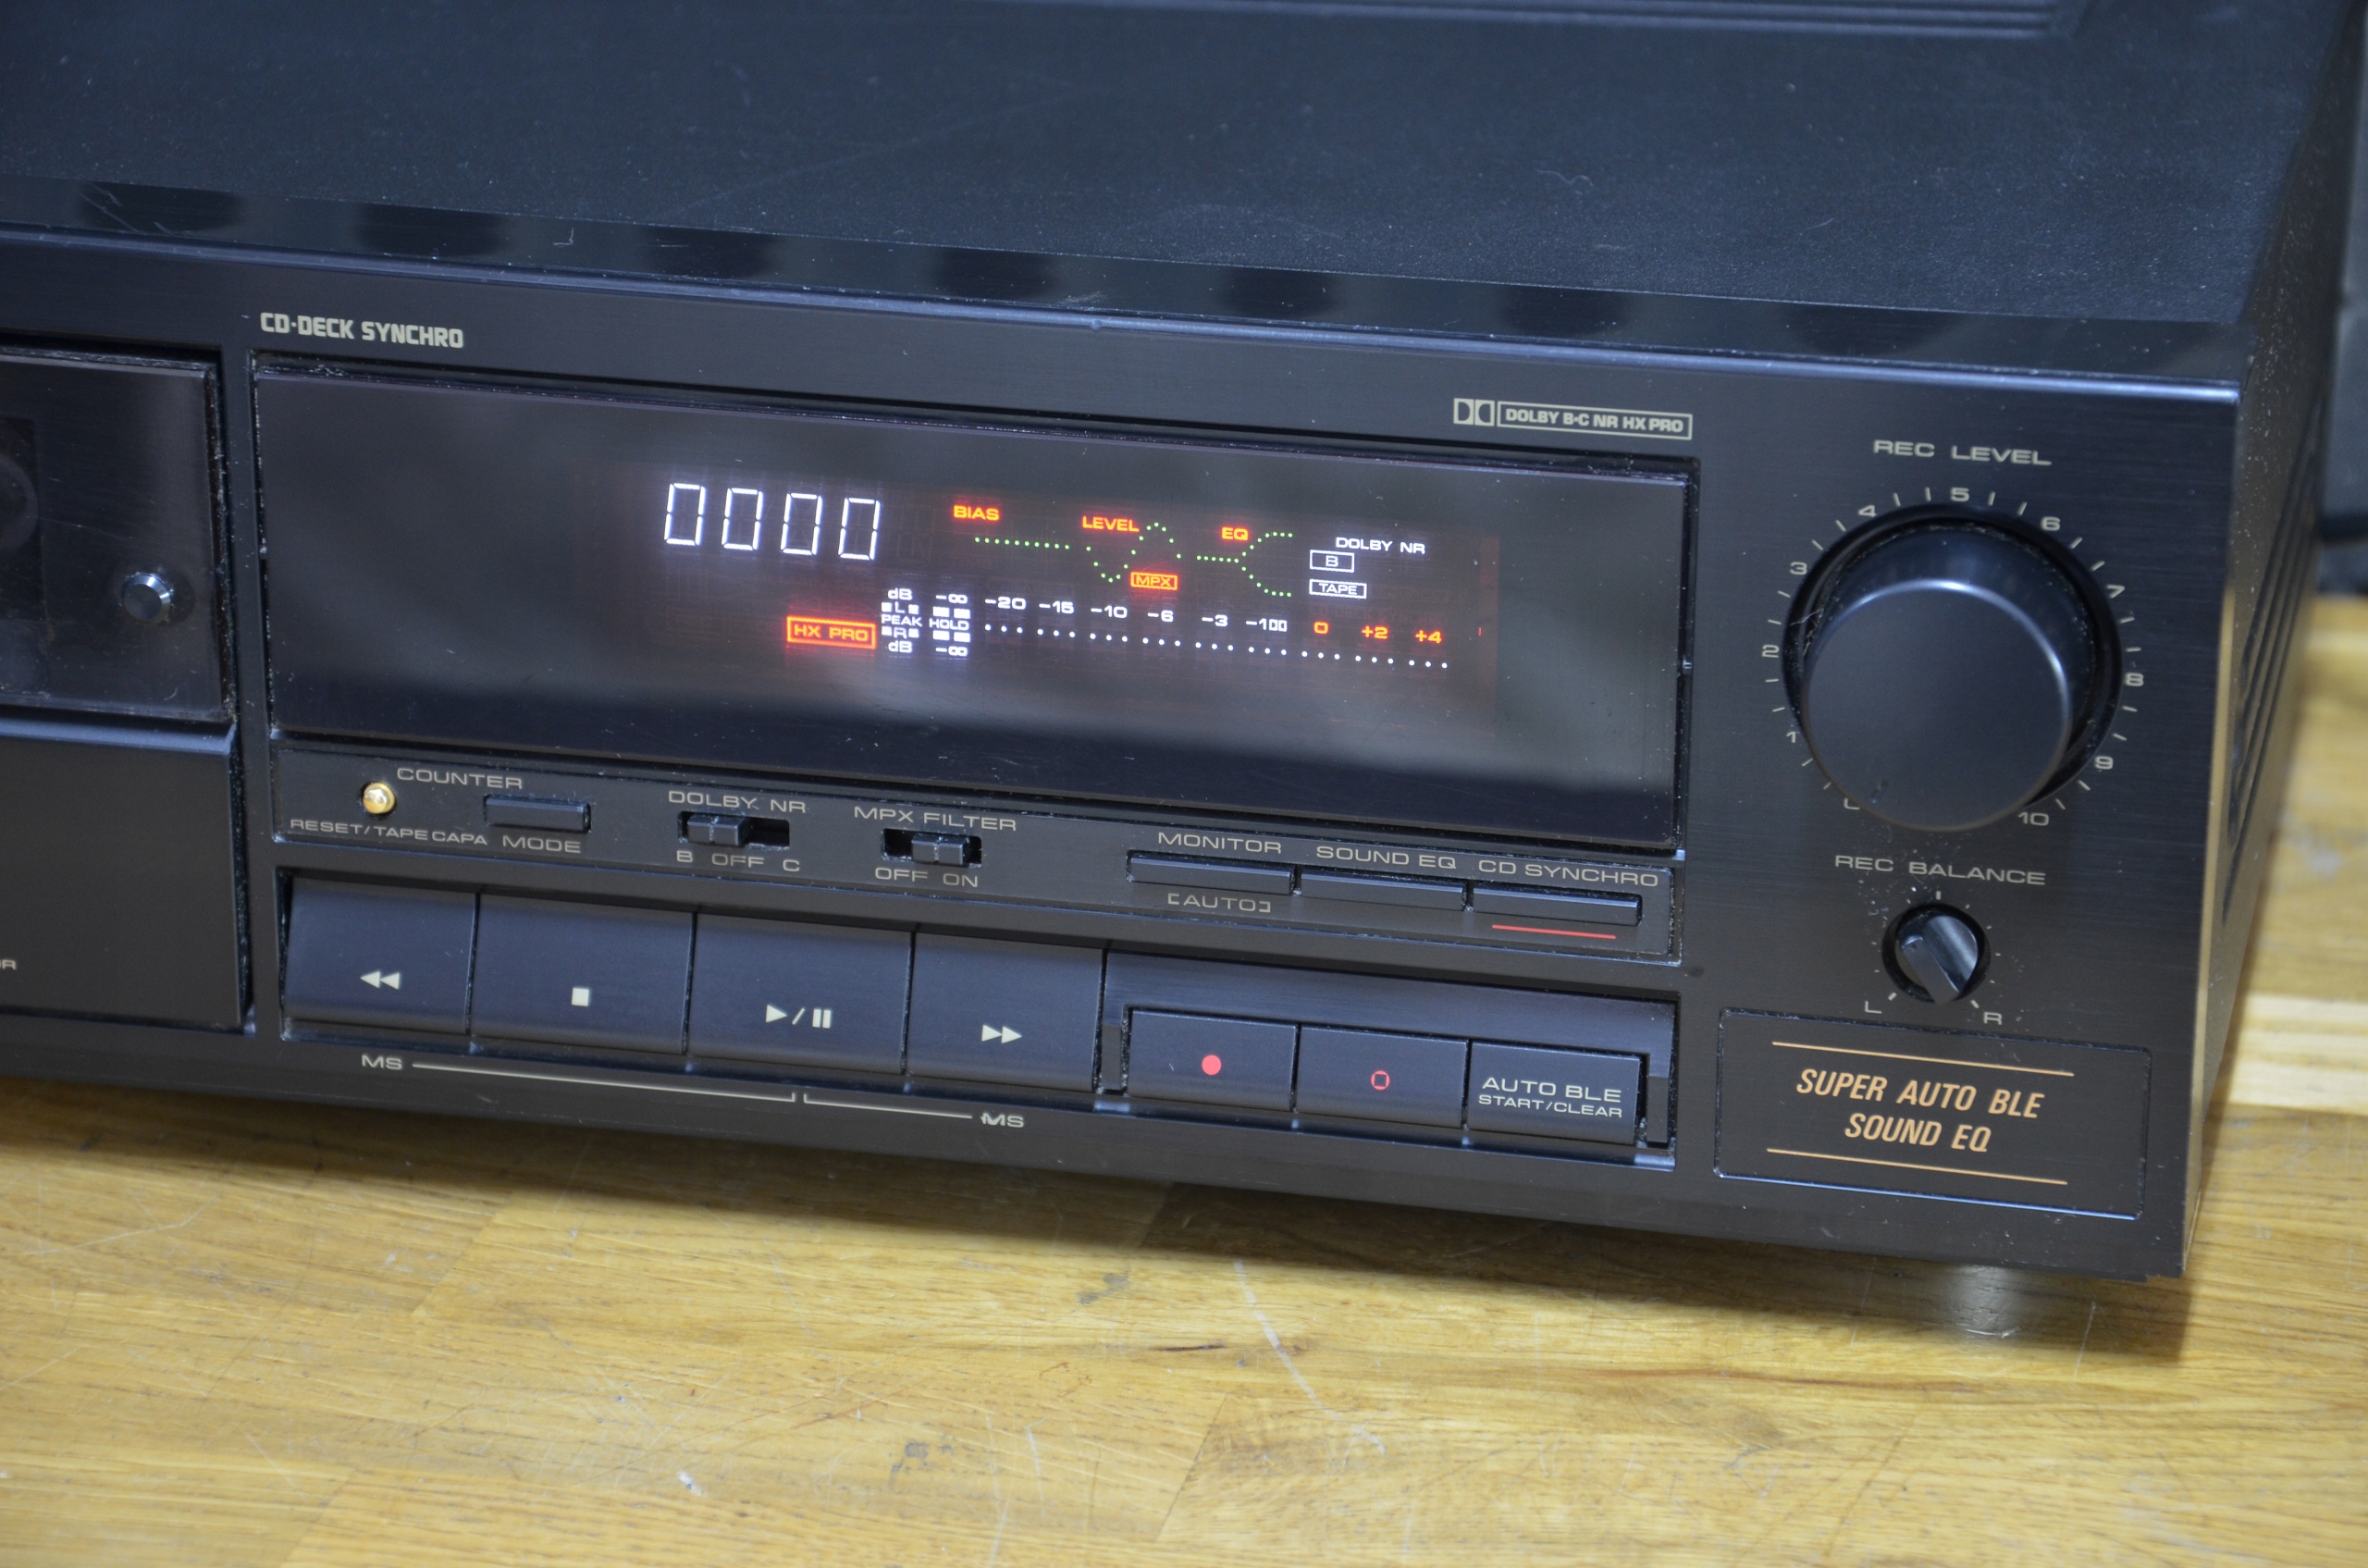 CD·DECK SYNCHRO
DOLBY B·C NR HX PRO
REC LEVEL
0 1 2 3 4 5 6 7 8 9 10
0000
BIAS LEVEL EQ
DOLBY NR
B
MPX
TAPE
dB -∞ -20 -15 -10 -6 -3 -1 0 +2 +4
L
HX PRO
PEAK HOLD
R
dB -∞
COUNTER
RESET/TAPE CAPA MODE
DOLBY NR
B OFF C
MPX FILTER
OFF ON
MONITOR SOUND EQ CD SYNCHRO
[AUTO]
REC BALANCE
L R
MS MS
AUTO BLE
START/CLEAR
SUPER AUTO BLE
SOUND EQ